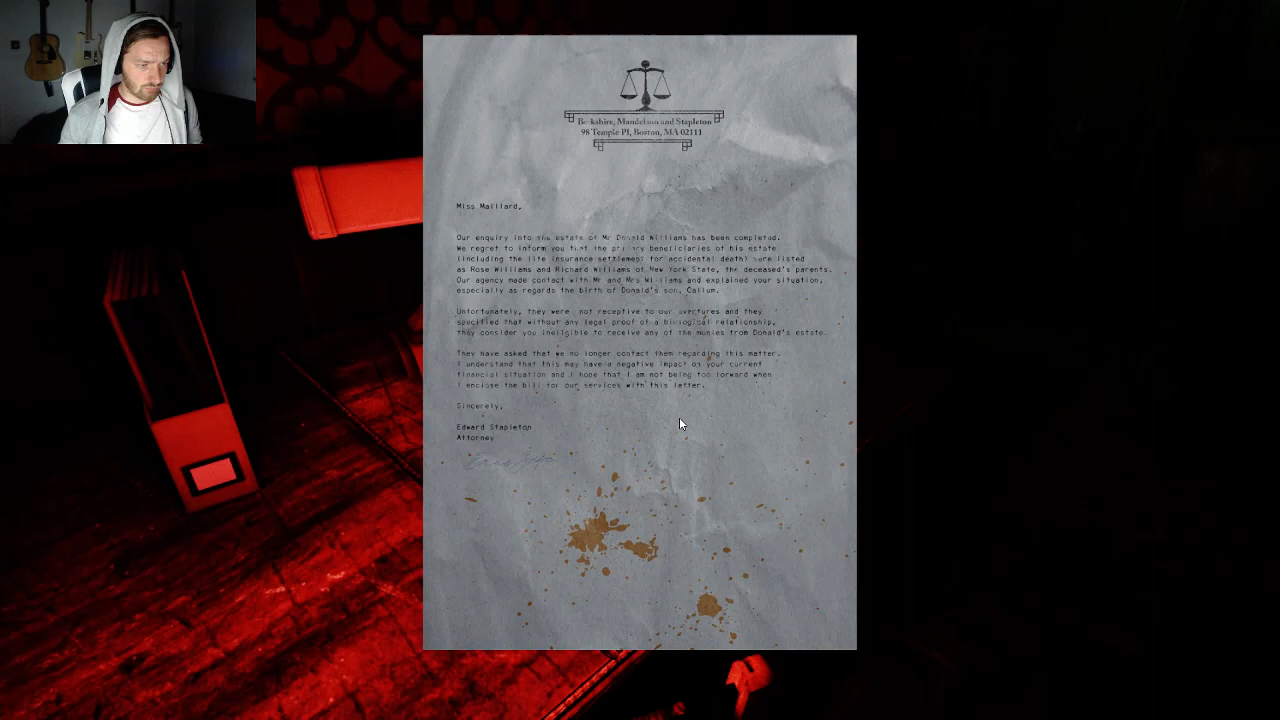 Berkshire, Mandelson and Stapleton
98 Temple Pl, Boston, MA 02111
Miss Maillard,
Our enquiry into the estate of Mr Donald Williams has been completed.
We regret to inform you that the primary beneficiaries of his estate
(including the life insurance settlement for accidental death) were listed
as Rose Williams and Richard Williams of New York State, the deceased's parents.
Our agency made contact with Mr and Mrs Williams and explained your situation,
especially as regards the birth of Donald's son, Callum.
Unfortunately, they were not receptive to our overtures and they
specified that without any legal proof of a biological relationship,
they consider you ineligible to receive any of the monies from Donald's estate.
They have asked that we no longer contact them regarding this matter.
I understand that this may have a negative impact on your current
financial situation and I hope that I am not being too forward when
I enclose the bill for our services with this letter.
Sincerely,
Edward Stapleton
Attorney